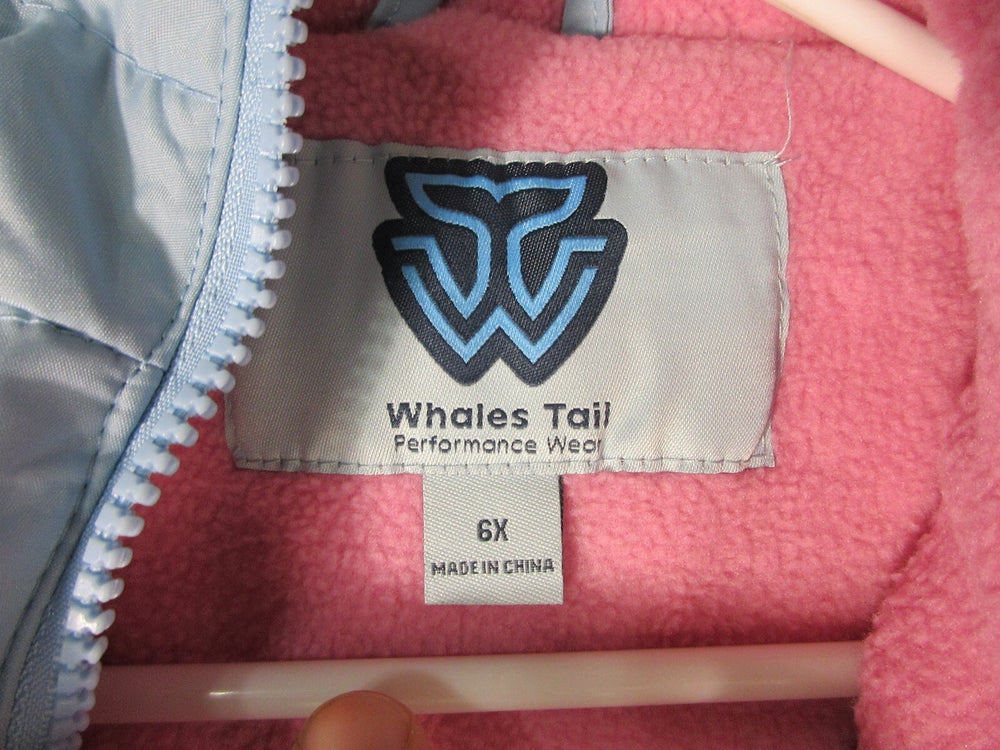 Whales Tail
Performance Wear
6X
MADE IN CHINA